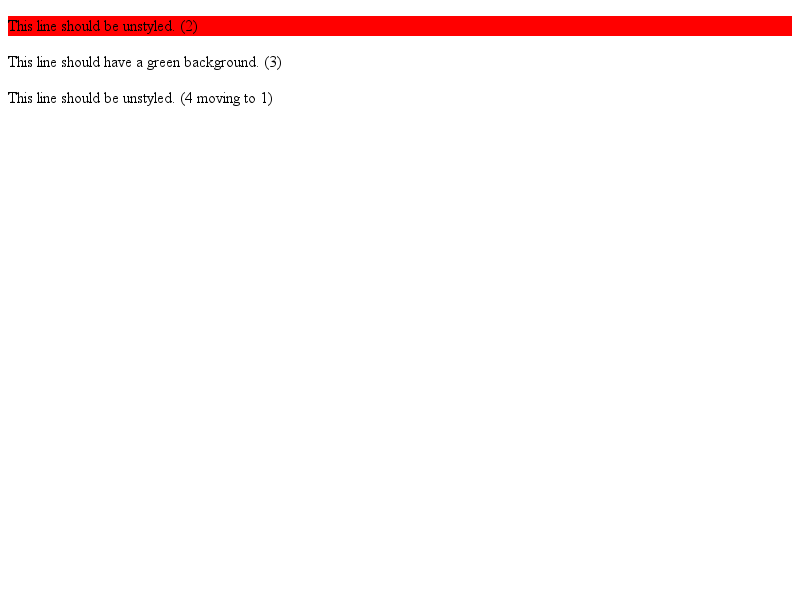 This line should be unstyled. (2)
This line should have a green background. (3)
This line should be unstyled. (4 moving to 1)